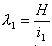 λ₁ = H / i₁